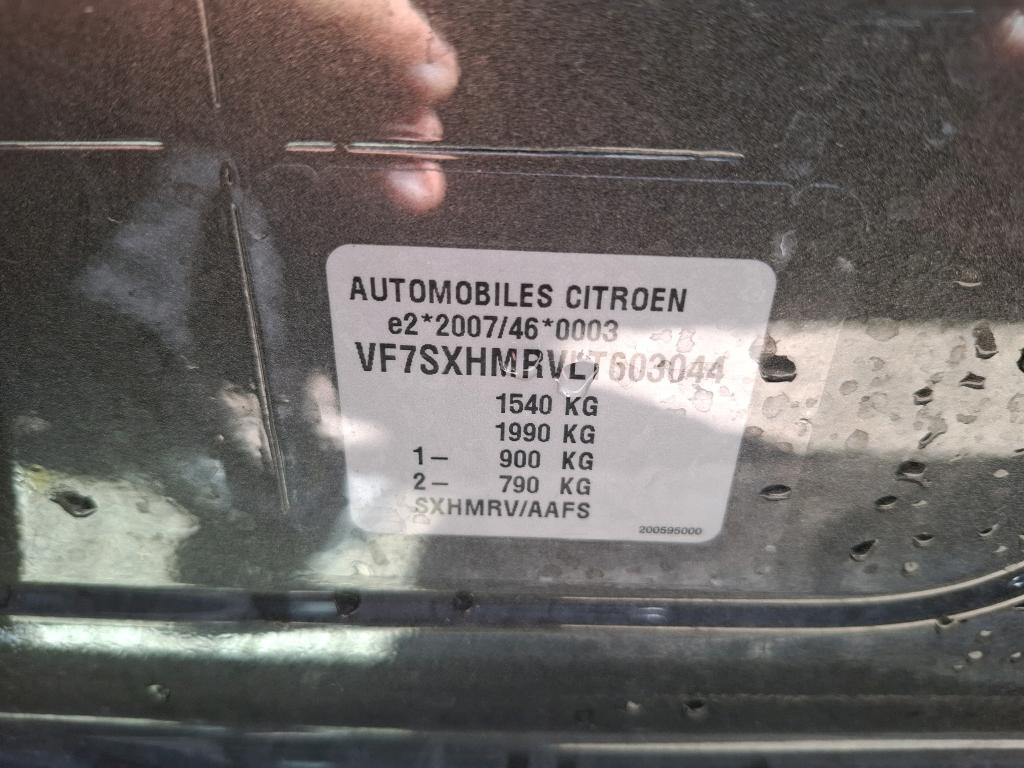 AUTOMOBILES CITROEN
e2*2007/46*0003
VF7SXHMRVLT603044
1540 KG
1990 KG
1- 900 KG
2- 790 KG
SXHMRV/AAFS
200595000